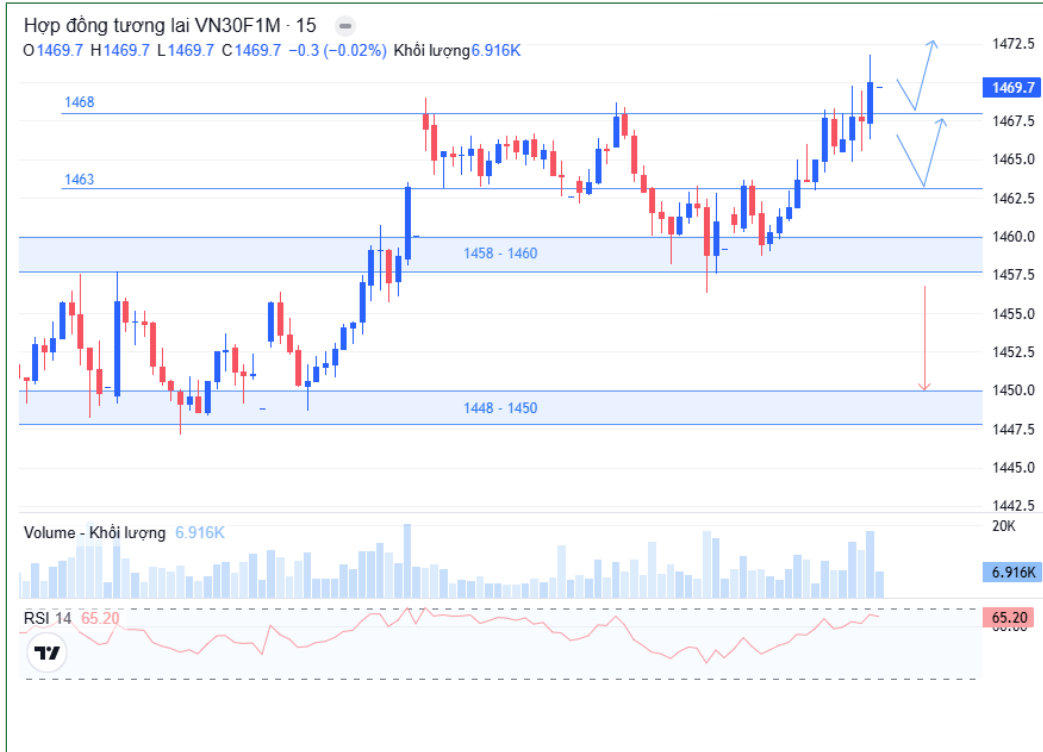 Hợp đồng tương lai VN30F1M · 15
O1469.7 H1469.7 L1469.7 C1469.7 −0.3 (−0.02%) Khối lượng6.916K
1472.5
1469.7
1468
1467.5
1465.0
1463
1462.5
1460.0
1458 - 1460
1457.5
1455.0
1452.5
1450.0
1448 - 1450
1447.5
1445.0
1442.5
Volume - Khối lượng 6.916K
20K
6.916K
RSI 14 65.20
65.20